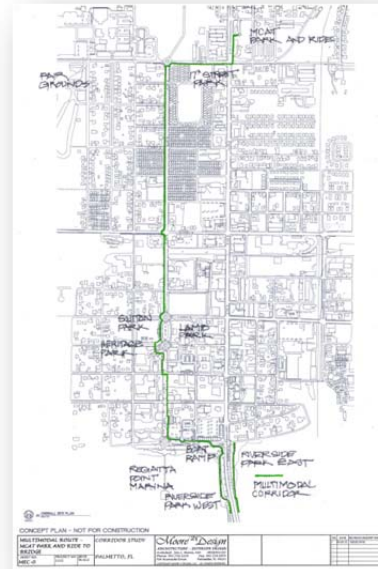 MCAT
PARK AND RIDE
FAIR
GROUNDS
17TH STREET
PARK
SUTTON
PARK
LAMB
PARK
HERITAGE
PARK
BOAT
RAMP
REGATTA
POINT
MARINA
RIVERSIDE
PARK EAST
MULTIMODAL
CORRIDOR
RIVERSIDE
PARK WEST
CONCEPT PLAN - NOT FOR CONSTRUCTION
MULTIMODAL ROUTE -
MCAT PARK AND RIDE TO
BRIDGE
CORRIDOR STUDY
PALMETTO, FL
Moore Design